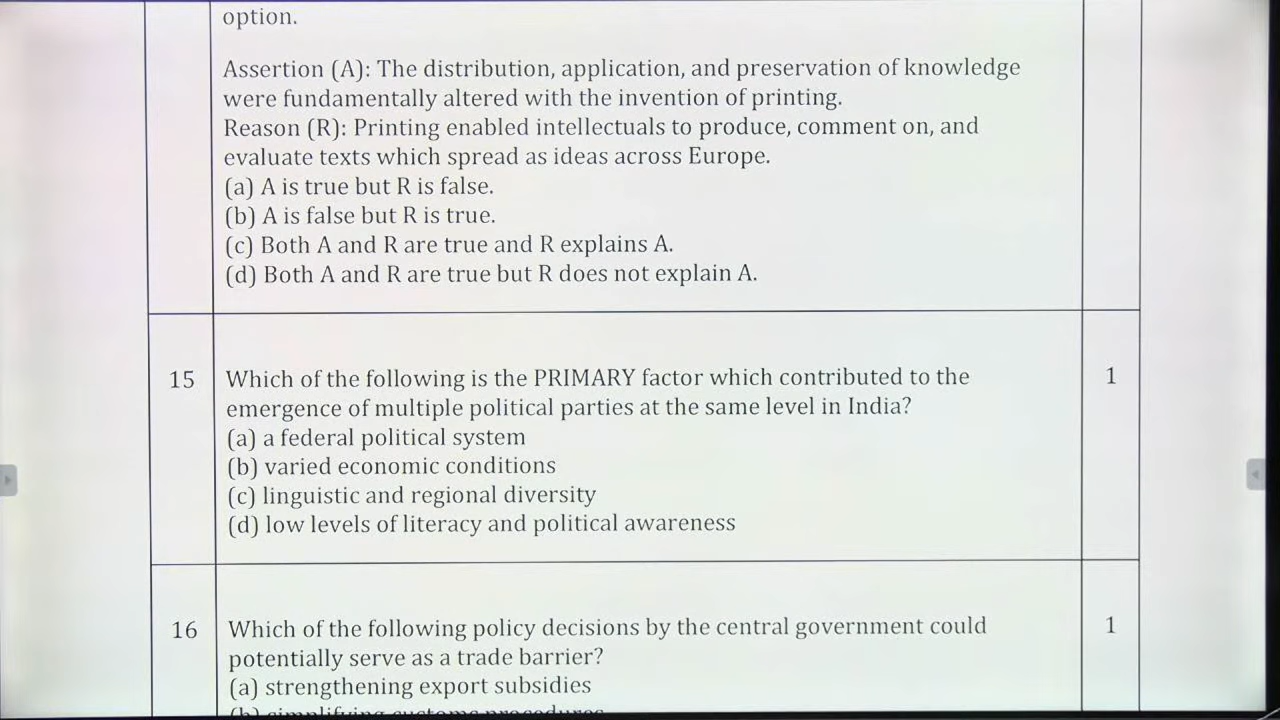 option.
Assertion (A): The distribution, application, and preservation of knowledge
were fundamentally altered with the invention of printing.
Reason (R): Printing enabled intellectuals to produce, comment on, and
evaluate texts which spread as ideas across Europe.
(a) A is true but R is false.
(b) A is false but R is true.
(c) Both A and R are true and R explains A.
(d) Both A and R are true but R does not explain A.
15 Which of the following is the PRIMARY factor which contributed to the 1
emergence of multiple political parties at the same level in India?
(a) a federal political system
(b) varied economic conditions
(c) linguistic and regional diversity
(d) low levels of literacy and political awareness
16 Which of the following policy decisions by the central government could 1
potentially serve as a trade barrier?
(a) strengthening export subsidies
(b) simplifying customs procedures